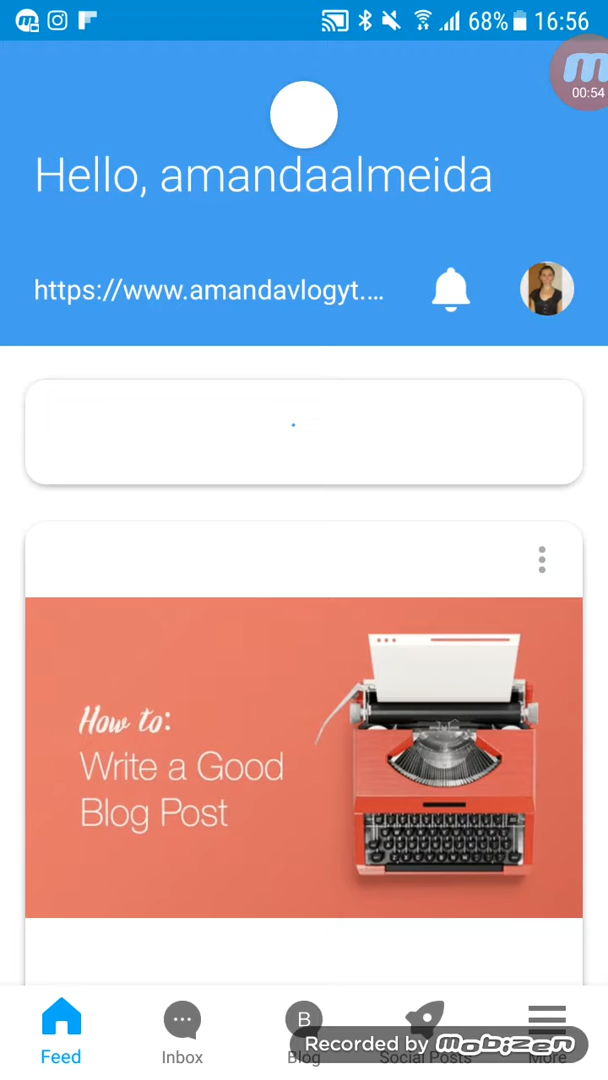 68% 16:56
00:54
Hello, amandaalmeida
https://www.amandavlogyt....
How to:
Write a Good
Blog Post
B
Feed
Inbox
Blog
Social Posts
More
Recorded by mobizen